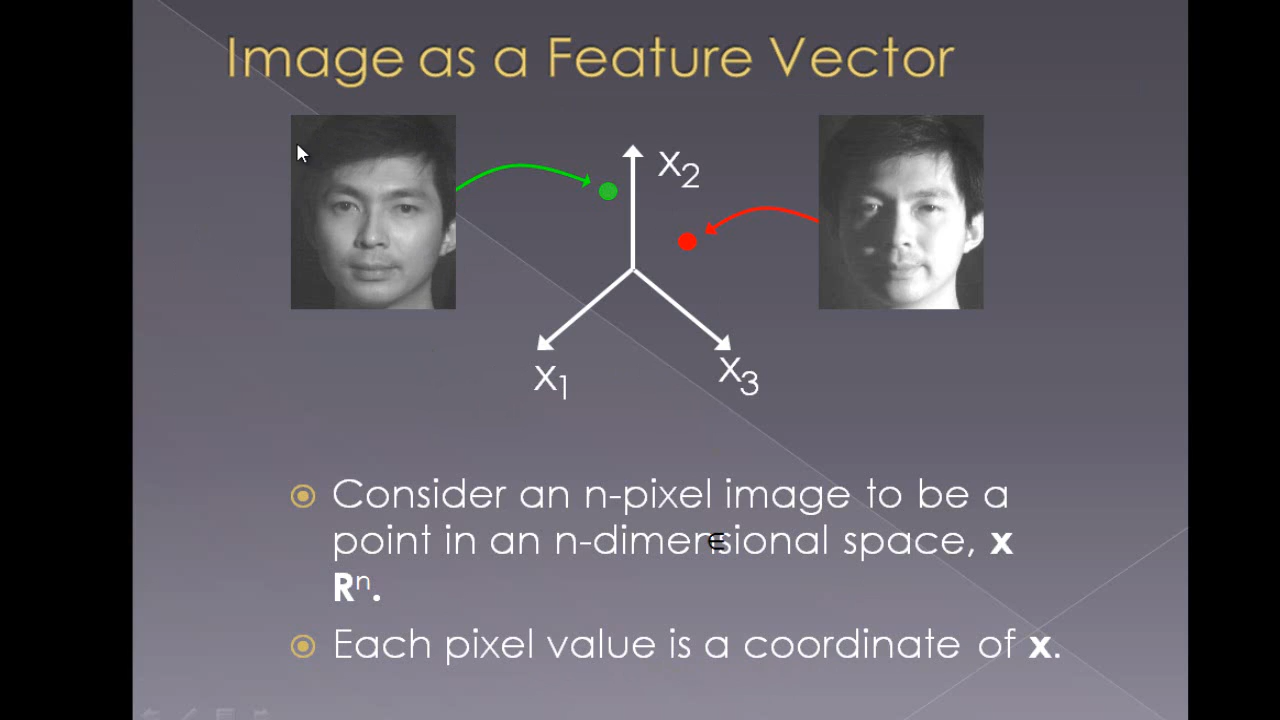 Image as a Feature Vector
x2
x1
x3
Consider an n-pixel image to be a
point in an n-dimensional space, x
∈
Rⁿ.
Each pixel value is a coordinate of x.